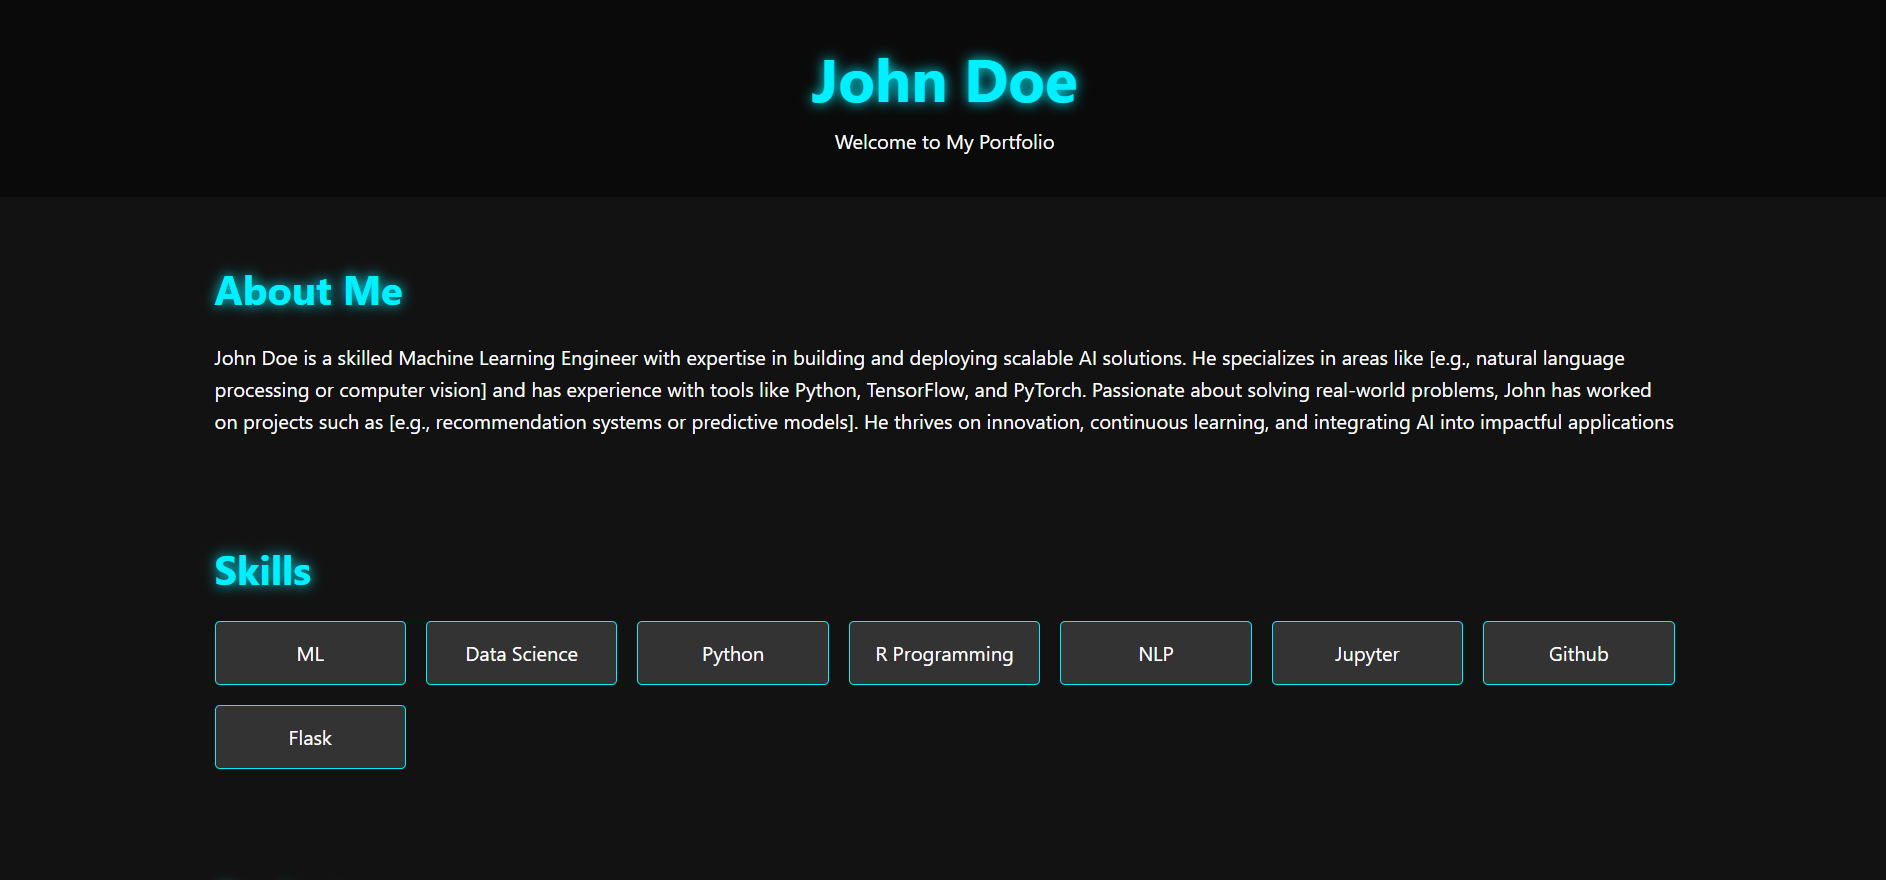 John Doe
Welcome to My Portfolio
About Me
John Doe is a skilled Machine Learning Engineer with expertise in building and deploying scalable AI solutions. He specializes in areas like [e.g., natural language
processing or computer vision] and has experience with tools like Python, TensorFlow, and PyTorch. Passionate about solving real-world problems, John has worked
on projects such as [e.g., recommendation systems or predictive models]. He thrives on innovation, continuous learning, and integrating AI into impactful applications
Skills
ML
Data Science
Python
R Programming
NLP
Jupyter
Github
Flask